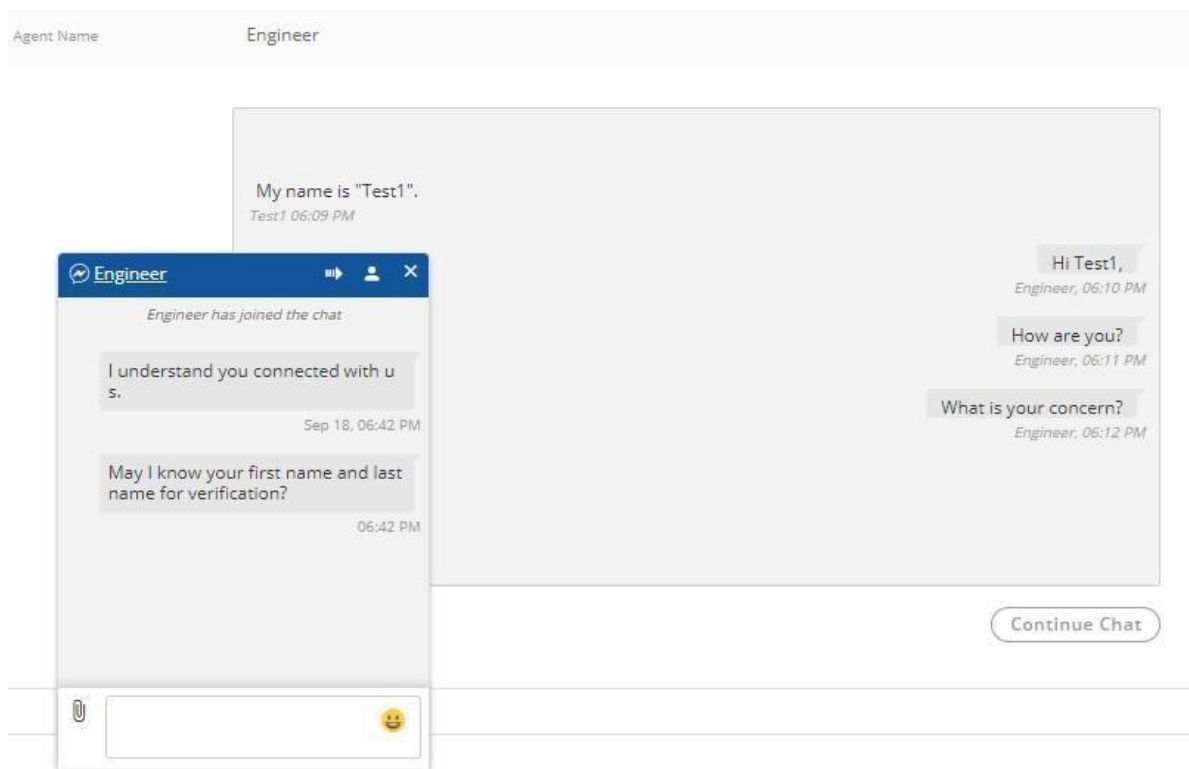 Agent Name
Engineer
My name is "Test1".
Test1 06:09 PM
Hi Test1,
Engineer, 06:10 PM
How are you?
Engineer, 06:11 PM
What is your concern?
Engineer, 06:12 PM
Continue Chat
Engineer
Engineer has joined the chat
I understand you connected with u
s.
Sep 18, 06:42 PM
May I know your first name and last
name for verification?
06:42 PM